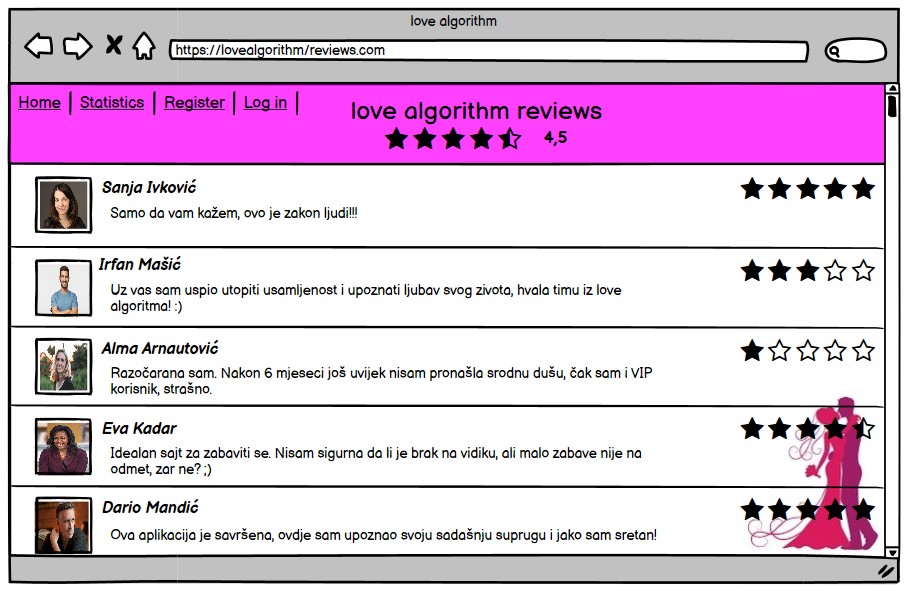 love algorithm
https://lovealgorithm/reviews.com
Home Statistics Register Log in
love algorithm reviews
4,5
Sanja Ivković
Samo da vam kažem, ovo je zakon ljudi!!!
Irfan Mašić
Uz vas sam uspio utopiti usamljenost i upoznati ljubav svog zivota, hvala timu iz love
algoritma! :)
Alma Arnautović
Razočarana sam. Nakon 6 mjeseci još uvijek nisam pronašla srodnu dušu, čak sam i VIP
korisnik, strašno.
Eva Kadar
Idealan sajt za zabaviti se. Nisam sigurna da li je brak na vidiku, ali malo zabave nije na
odmet, zar ne? ;)
Dario Mandić
Ova aplikacija je savršena, ovdje sam upoznao svoju sadašnju suprugu i jako sam sretan!